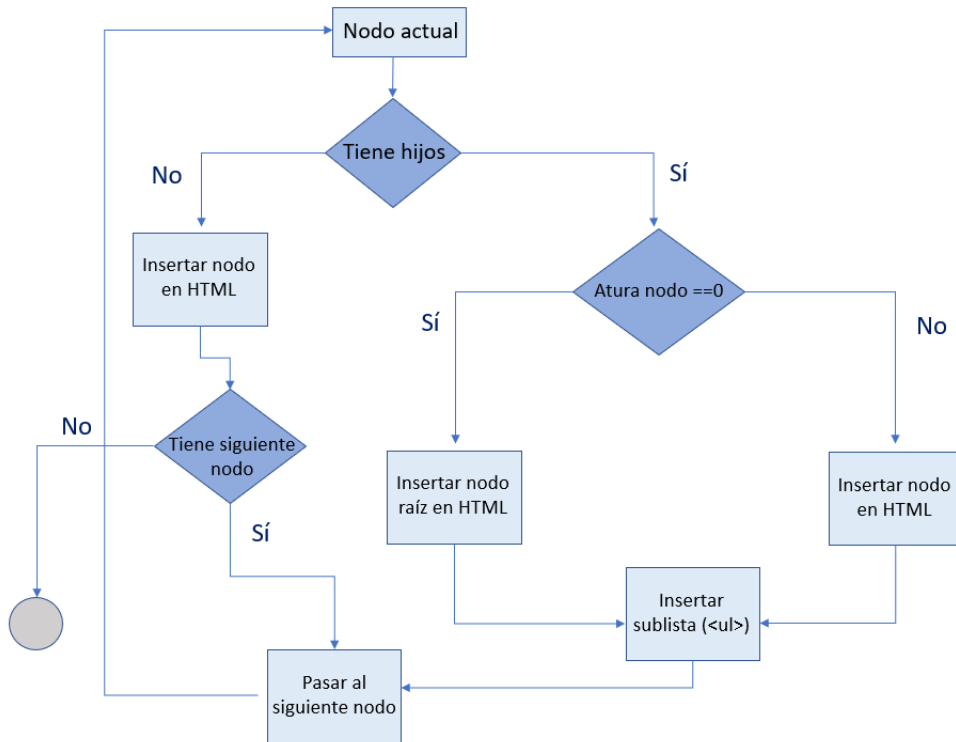 Nodo actual
Tiene hijos
No
Sí
Insertar nodo
en HTML
Atura nodo ==0
Sí
No
No
Tiene siguiente
nodo
Insertar nodo
raíz en HTML
Insertar nodo
en HTML
Sí
Insertar
sublista (<ul>)
Pasar al
siguiente nodo